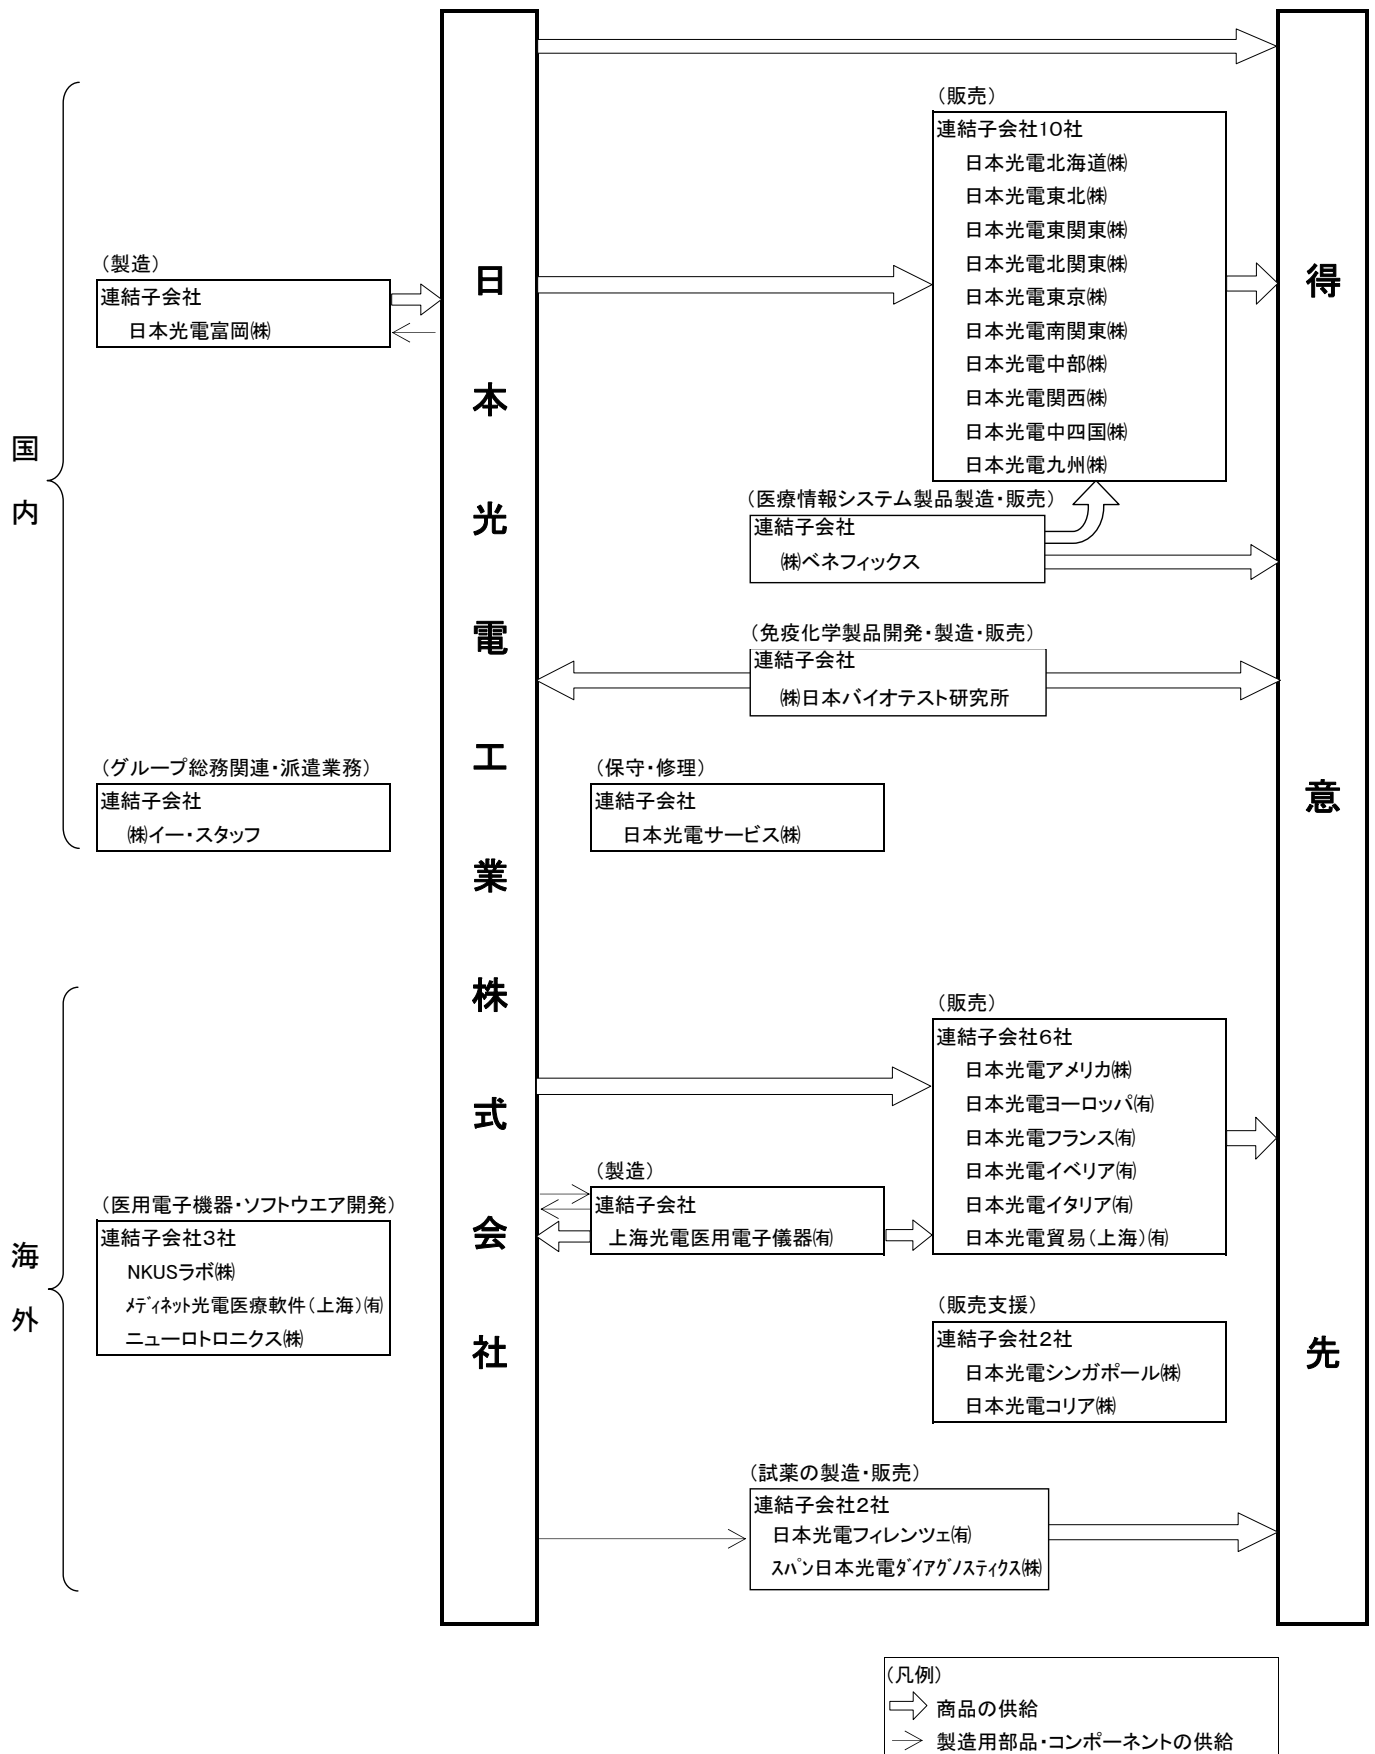 国内
海外
日本光電工業株式会社
得意先
（販売）
連結子会社10社
日本光電北海道㈱
日本光電東北㈱
日本光電東関東㈱
日本光電北関東㈱
日本光電東京㈱
日本光電南関東㈱
日本光電中部㈱
日本光電関西㈱
日本光電中四国㈱
日本光電九州㈱
（製造）
連結子会社
日本光電富岡㈱
（医療情報システム製品製造・販売）
連結子会社
㈱ベネフィックス
（免疫化学製品開発・製造・販売）
連結子会社
㈱日本バイオテスト研究所
（グループ総務関連・派遣業務）
連結子会社
㈱イー・スタッフ
（保守・修理）
連結子会社
日本光電サービス㈱
（販売）
連結子会社6社
日本光電アメリカ㈱
日本光電ヨーロッパ㈲
日本光電フランス㈲
日本光電イベリア㈲
日本光電イタリア㈲
日本光電貿易（上海）㈲
（製造）
連結子会社
上海光電医用電子儀器㈲
（医用電子機器・ソフトウエア開発）
連結子会社3社
NKUSラボ㈱
ﾒﾃﾞｨﾈｯﾄ光電医療軟件（上海）㈲
ニューロトロニクス㈱
（販売支援）
連結子会社2社
日本光電シンガポール㈱
日本光電コリア㈱
（試薬の製造・販売）
連結子会社2社
日本光電フィレンツェ㈲
ｽﾊﾟﾝ日本光電ﾀﾞｲｱｸﾞﾉｽﾃｨｸｽ㈱
（凡例）
商品の供給
製造用部品・コンポーネントの供給